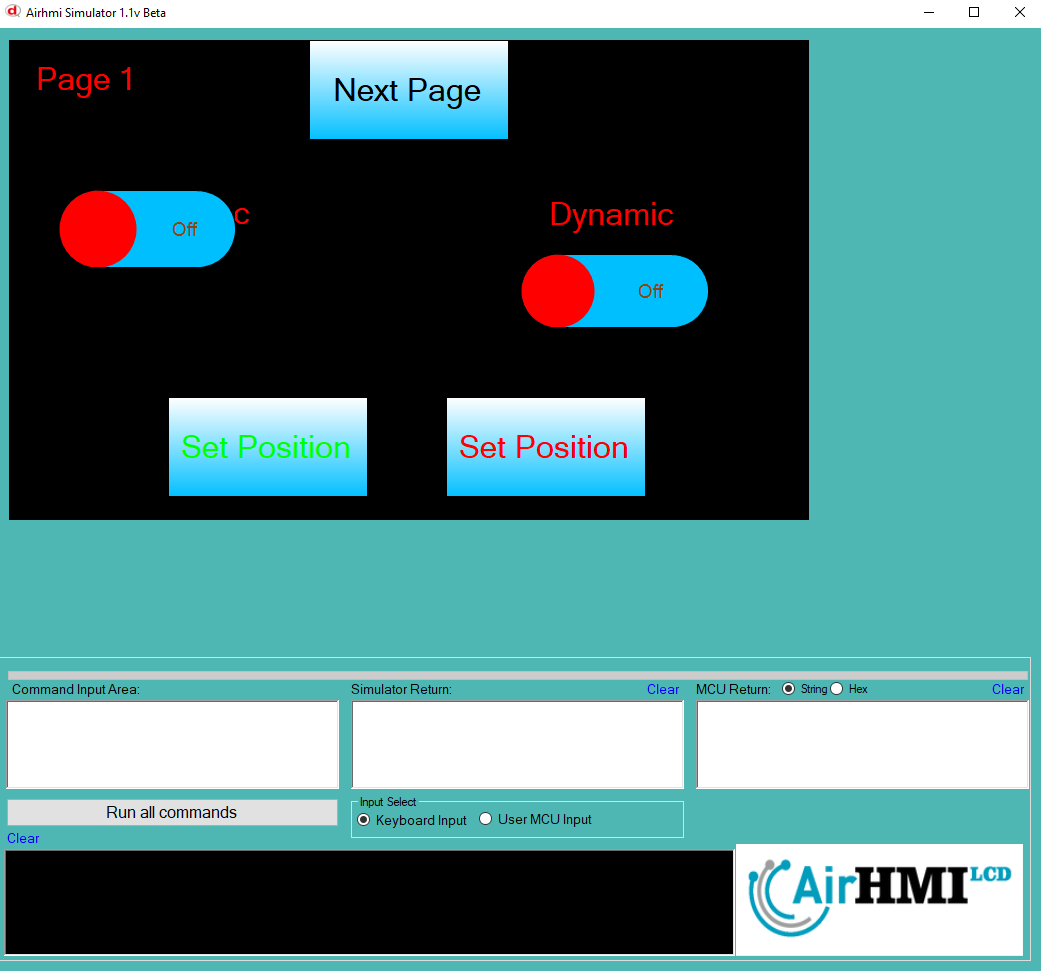 Airhmi Simulator 1.1v Beta
Page 1
Next Page
Off
c
Dynamic
Off
Set Position
Set Position
Command Input Area:
Simulator Return:
Clear
MCU Return:
String
Hex
Clear
Run all commands
Input Select
Keyboard Input
User MCU Input
Clear
AirHMI LCD